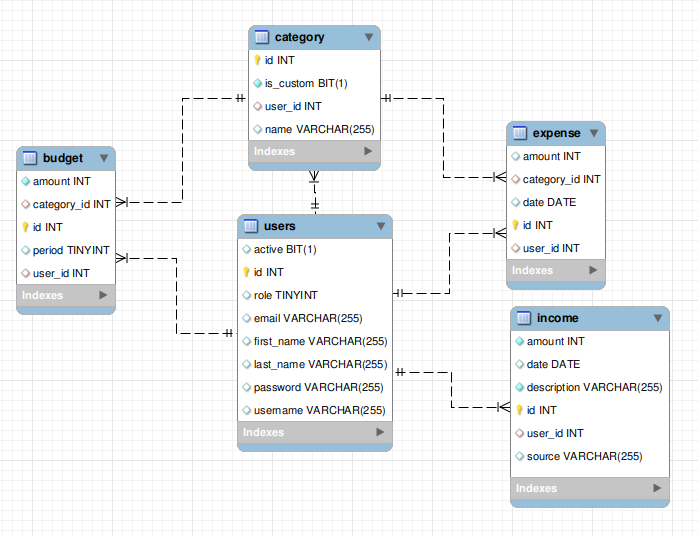 category
id INT
is_custom BIT(1)
user_id INT
name VARCHAR(255)
Indexes
budget
amount INT
category_id INT
id INT
period TINYINT
user_id INT
Indexes
expense
amount INT
category_id INT
date DATE
id INT
user_id INT
Indexes
users
active BIT(1)
id INT
role TINYINT
email VARCHAR(255)
first_name VARCHAR(255)
last_name VARCHAR(255)
password VARCHAR(255)
username VARCHAR(255)
Indexes
income
amount INT
date DATE
description VARCHAR(255)
id INT
user_id INT
source VARCHAR(255)
Indexes